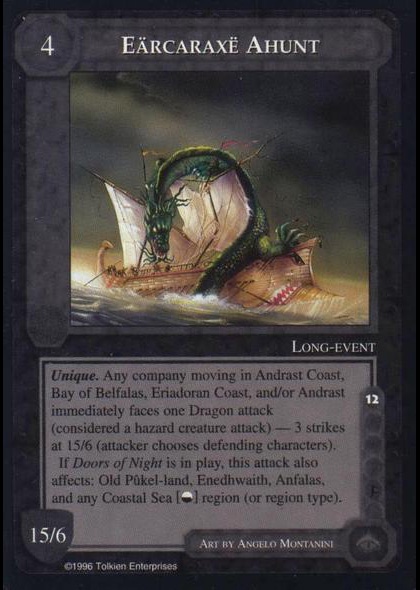 4
EÄRCARAXË AHUNT
LONG-EVENT
Unique. Any company moving in Andrast Coast,
Bay of Belfalas, Eriadoran Coast, and/or Andrast
immediately faces one Dragon attack
(considered a hazard creature attack) — 3 strikes
at 15/6 (attacker chooses defending characters).
If Doors of Night is in play, this attack also
affects: Old Pûkel-land, Enedhwaith, Anfalas,
and any Coastal Sea [] region (or region type).
12
15/6
ART BY ANGELO MONTANINI
©1996 Tolkien Enterprises